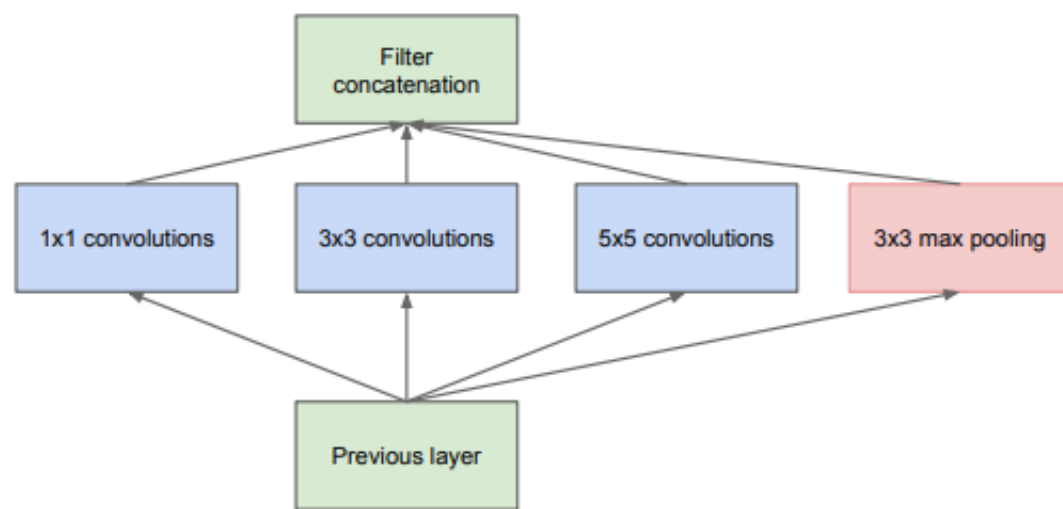 Filter
concatenation
1x1 convolutions
3x3 convolutions
5x5 convolutions
3x3 max pooling
Previous layer